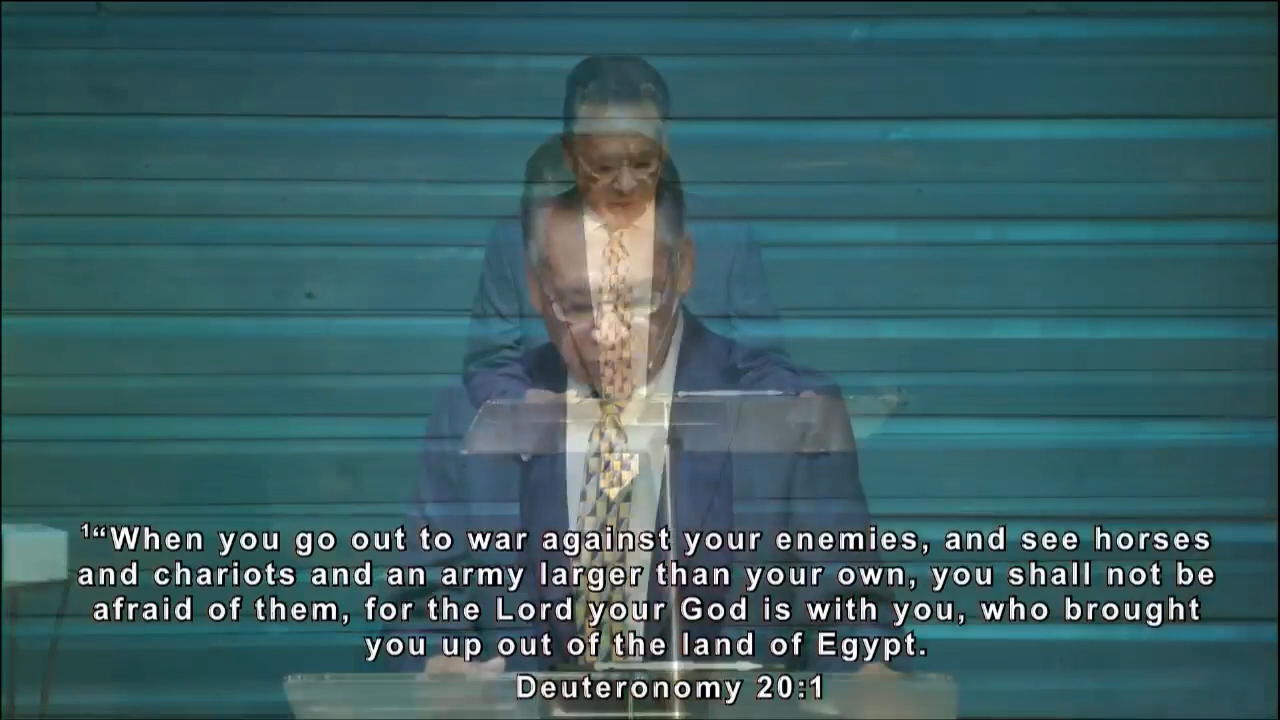 ¹“When you go out to war against your enemies, and see horses
and chariots and an army larger than your own, you shall not be
afraid of them, for the Lord your God is with you, who brought
you up out of the land of Egypt.
Deuteronomy 20:1